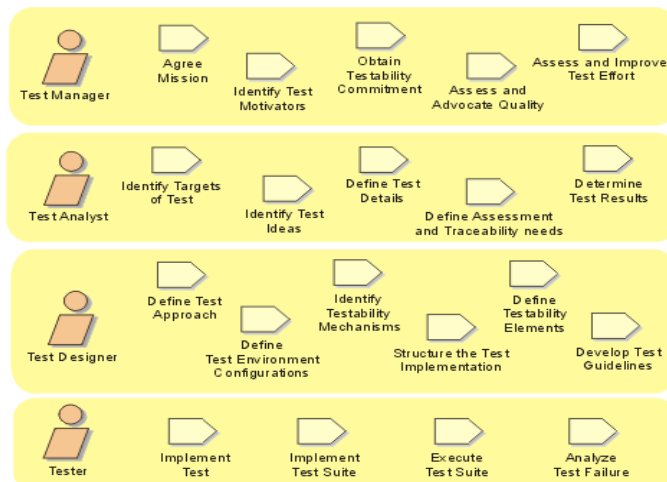 Test Manager
Agree
Mission
Identify Test
Motivators
Obtain
Testability
Commitment
Assess and
Advocate Quality
Assess and Improve
Test Effort
Test Analyst
Identify Targets
of Test
Identify Test
Ideas
Define Test
Details
Define Assessment
and Traceability needs
Determine
Test Results
Test Designer
Define Test
Approach
Define
Test Environment
Configurations
Identify
Testability
Mechanisms
Structure the Test
Implementation
Define
Testability
Elements
Develop Test
Guidelines
Tester
Implement
Test
Implement
Test Suite
Execute
Test Suite
Analyze
Test Failure